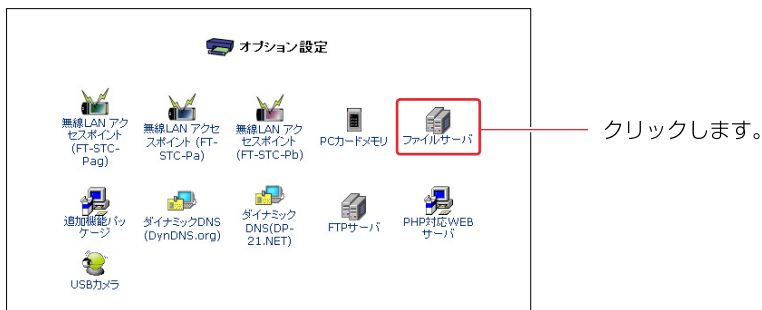 オプション設定
無線LAN アク
セスポイント
(FT-STC-
Pag)
無線LAN アクセ
スポイント (FT-
STC-Pa)
無線LAN アク
セスポイント
(FT-STC-Pb)
PCカードメモリ
ファイルサーバ
クリックします。
追加機能パッ
ケージ
ダイナミックDNS
(DynDNS.org)
ダイナミック
DNS(DP-
21.NET)
FTPサーバ
PHP対応WEB
サーバ
USBカメラ